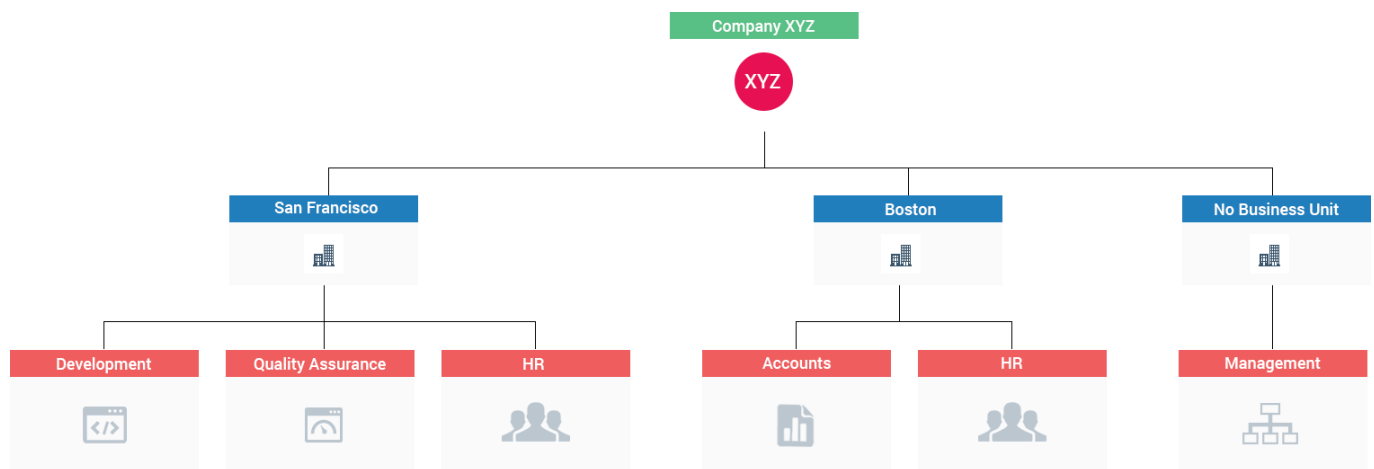 Company XYZ
XYZ
San Francisco
Boston
No Business Unit
Development
Quality Assurance
HR
Accounts
HR
Management